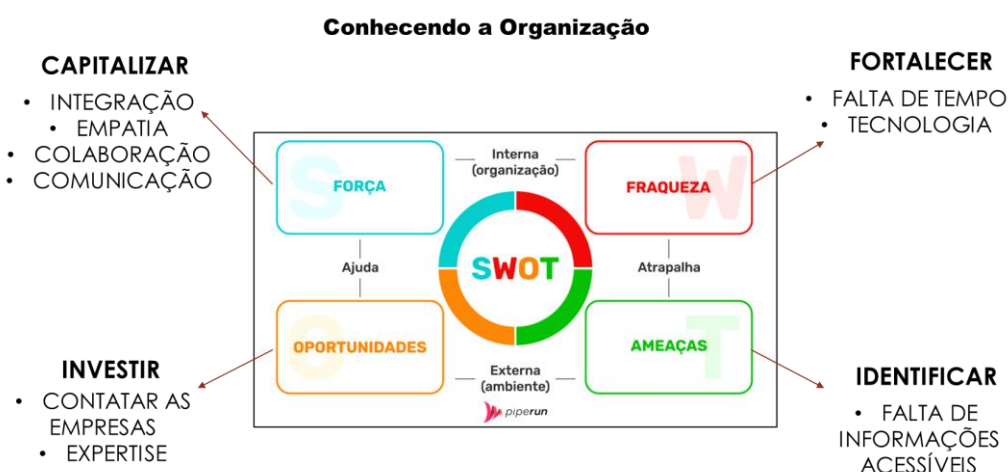 Conhecendo a Organização
CAPITALIZAR
• INTEGRAÇÃO
• EMPATIA
• COLABORAÇÃO
• COMUNICAÇÃO
FORTALECER
• FALTA DE TEMPO
• TECNOLOGIA
S
FORÇA
Interna
(organização)
W
FRAQUEZA
Ajuda
SWOT
Atrapalha
O
OPORTUNIDADES
Externa
(ambiente)
T
AMEAÇAS
piperun
INVESTIR
• CONTATAR AS
EMPRESAS
• EXPERTISE
IDENTIFICAR
• FALTA DE
INFORMAÇÕES
ACESSÍVEIS